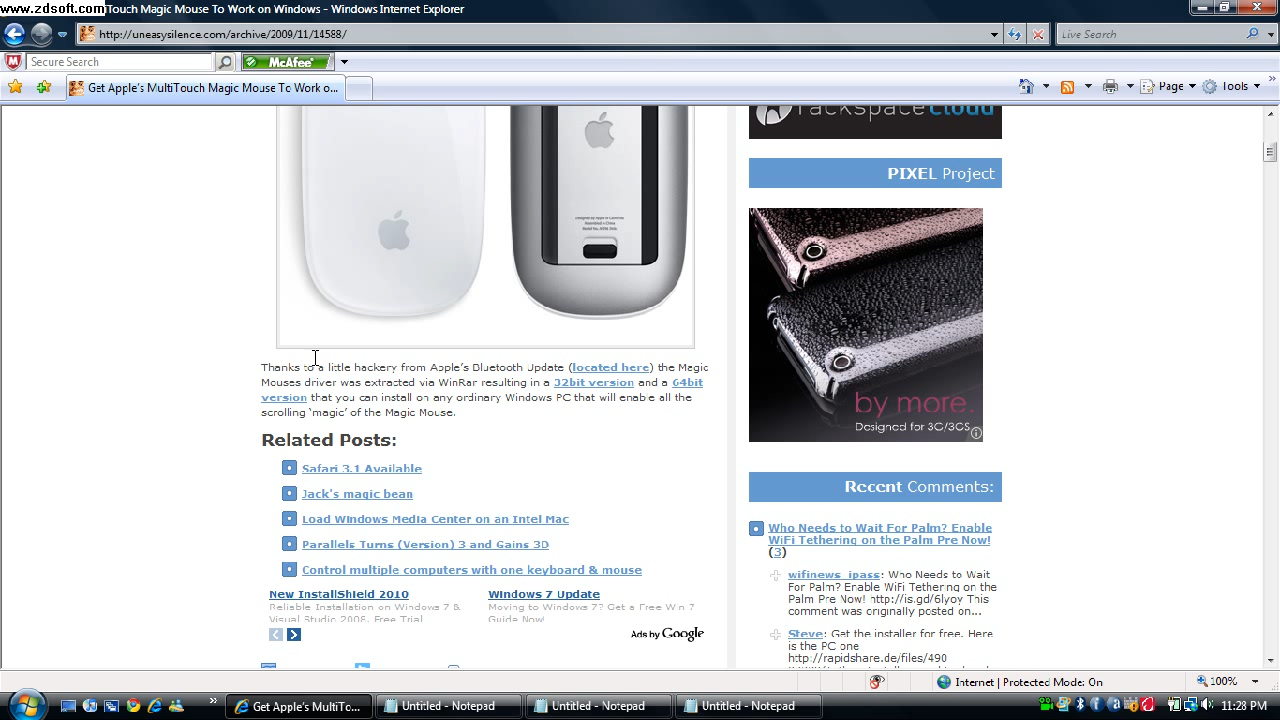 www.zdsoft.com Touch Magic Mouse To Work on Windows - Windows Internet Explorer
http://uneasysilence.com/archive/2009/11/14588/
Live Search
Secure Search
McAfee
Get Apple's MultiTouch Magic Mouse To Work o...
Page
Tools
rackspacecloud
PIXEL Project
by more.
Designed for 3G/3GS
Thanks to a little hackery from Apple's Bluetooth Update (located here) the Magic
Mouses driver was extracted via WinRar resulting in a 32bit version and a 64bit
version that you can install on any ordinary Windows PC that will enable all the
scrolling 'magic' of the Magic Mouse.
Related Posts:
Safari 3.1 Available
Jack's magic bean
Load Windows Media Center on an Intel Mac
Parallels Turns (Version) 3 and Gains 3D
Control multiple computers with one keyboard & mouse
New InstallShield 2010
Reliable Installation on Windows 7 &
Visual Studio 2008. Free Trial
Windows 7 Update
Moving to Windows 7? Get a Free Win 7
Guide Now!
Ads by Google
Recent Comments:
Who Needs to Wait For Palm? Enable
WiFi Tethering on the Palm Pre Now!
(3)
wifinews_ipass: Who Needs to Wait
For Palm? Enable WiFi Tethering on the
Palm Pre Now! http://is.gd/6lyoy This
comment was originally posted on...
Steve: Get the installer for free. Here
is the PC one
http://rapidshare.de/files/490
Internet | Protected Mode: On
100%
Get Apple's MultiTo...
Untitled - Notepad
Untitled - Notepad
Untitled - Notepad
11:28 PM